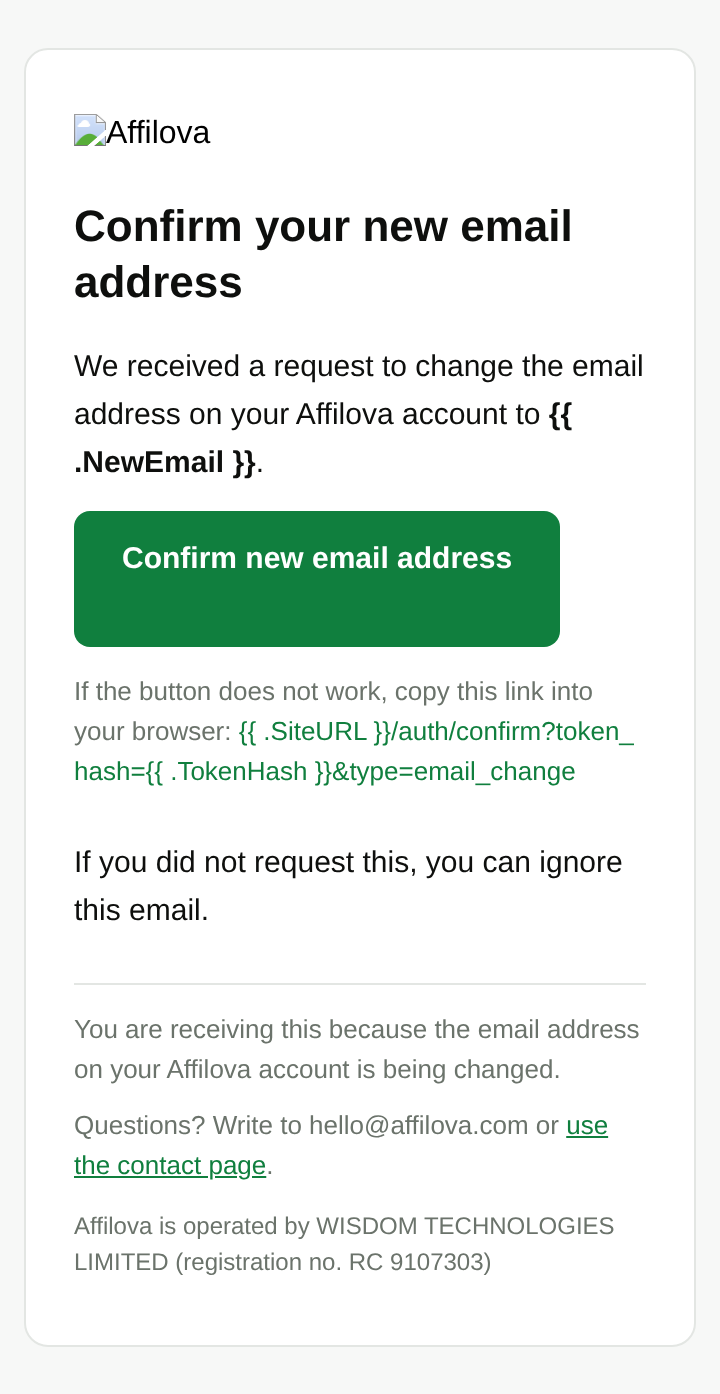 Affilova
Confirm your new email
address
We received a request to change the email
address on your Affilova account to {{
.NewEmail }}.
Confirm new email address
If the button does not work, copy this link into
your browser: {{ .SiteURL }}/auth/confirm?token_
hash={{ .TokenHash }}&type=email_change
If you did not request this, you can ignore
this email.
You are receiving this because the email address
on your Affilova account is being changed.
Questions? Write to hello@affilova.com or use
the contact page.
Affilova is operated by WISDOM TECHNOLOGIES
LIMITED (registration no. RC 9107303)